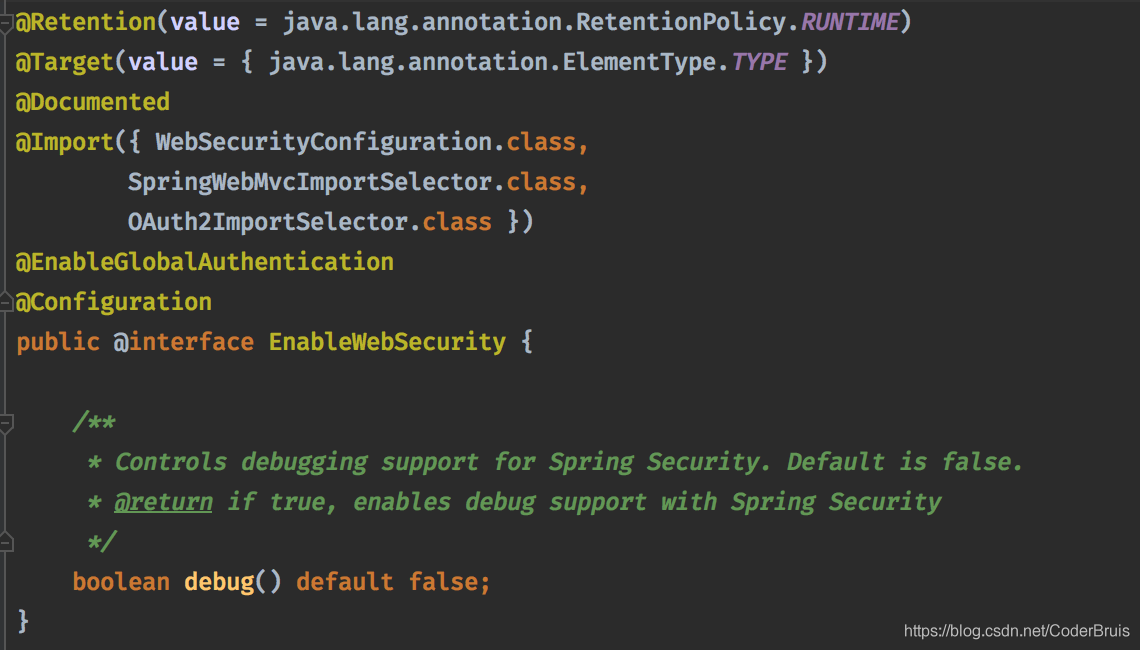 @Retention(value = java.lang.annotation.RetentionPolicy.RUNTIME)
@Target(value = { java.lang.annotation.ElementType.TYPE })
@Documented
@Import({ WebSecurityConfiguration.class,
        SpringWebMvcImportSelector.class,
        OAuth2ImportSelector.class })
@EnableGlobalAuthentication
@Configuration
public @interface EnableWebSecurity {
    /**
     * Controls debugging support for Spring Security. Default is false.
     * @return if true, enables debug support with Spring Security
     */
    boolean debug() default false;
}
https://blog.csdn.net/CoderBruis